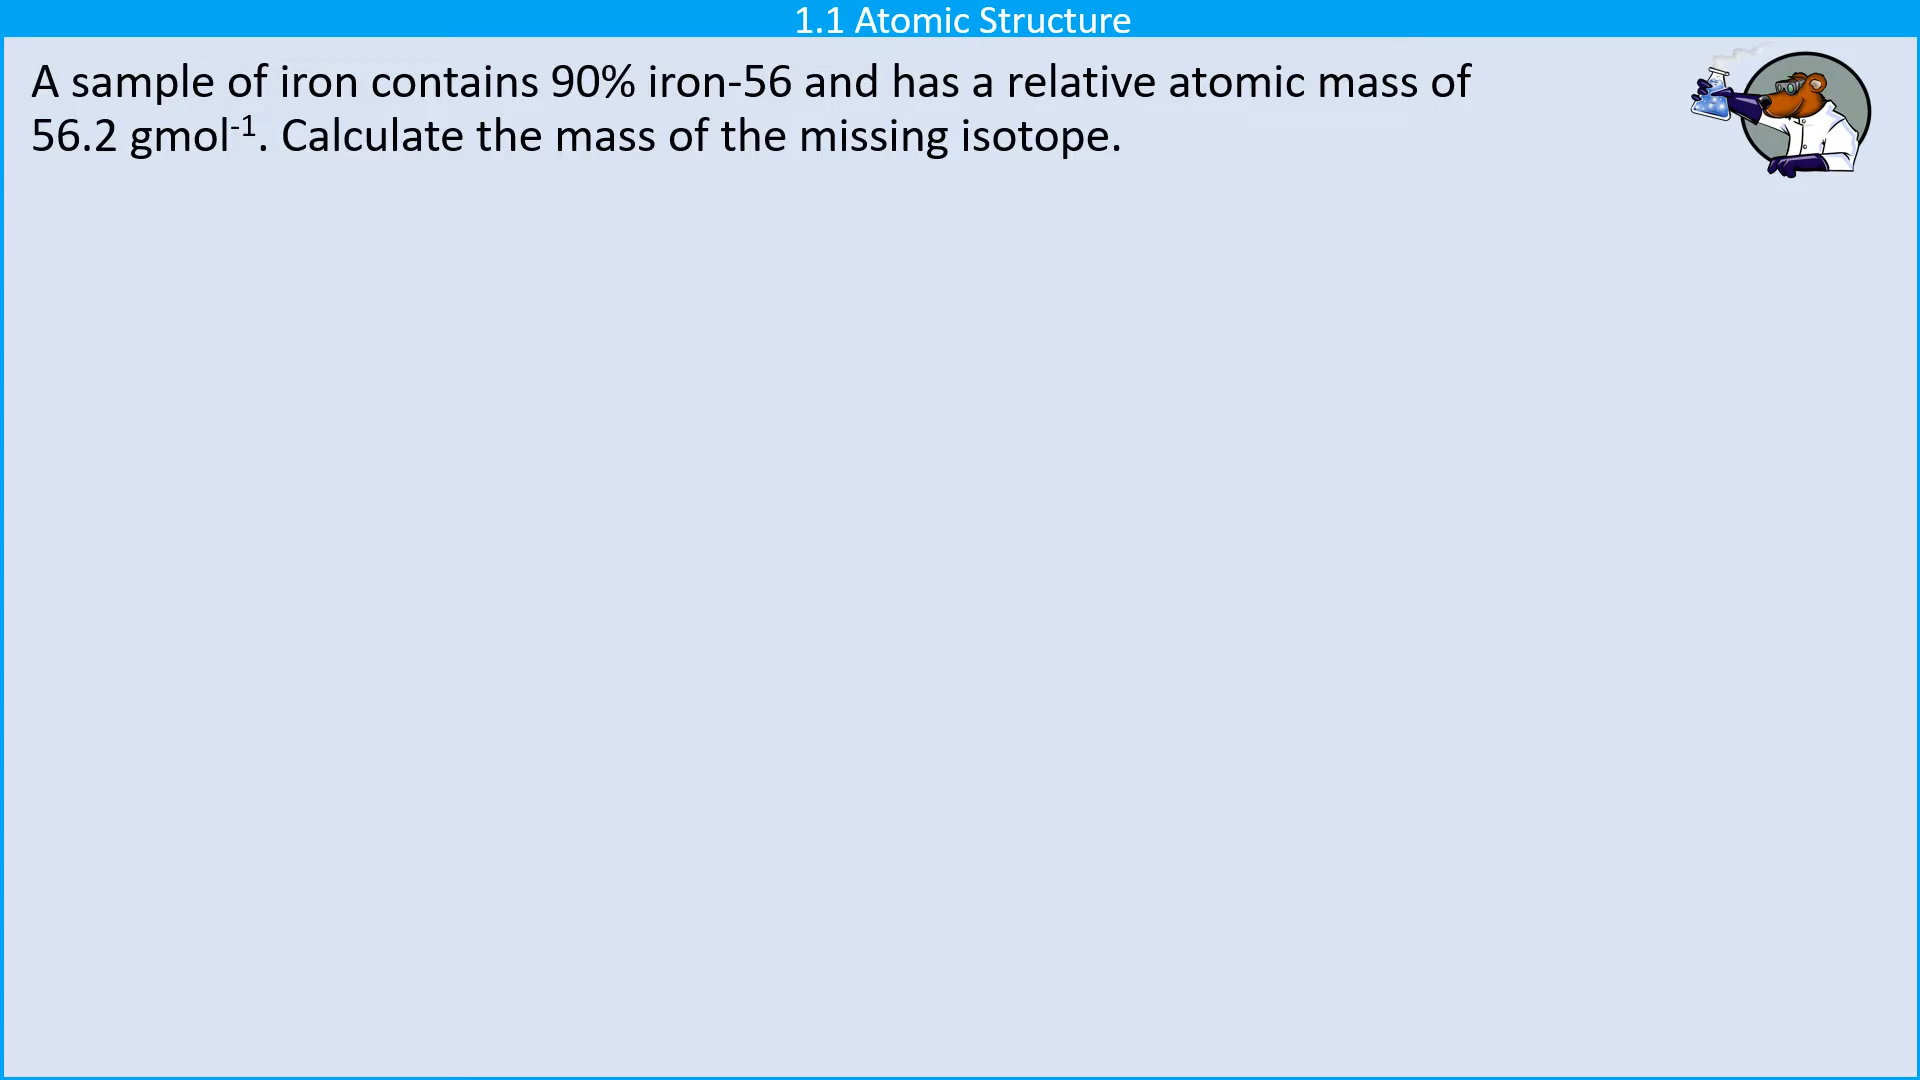 1.1 Atomic Structure
A sample of iron contains 90% iron-56 and has a relative atomic mass of
56.2 gmol⁻¹. Calculate the mass of the missing isotope.